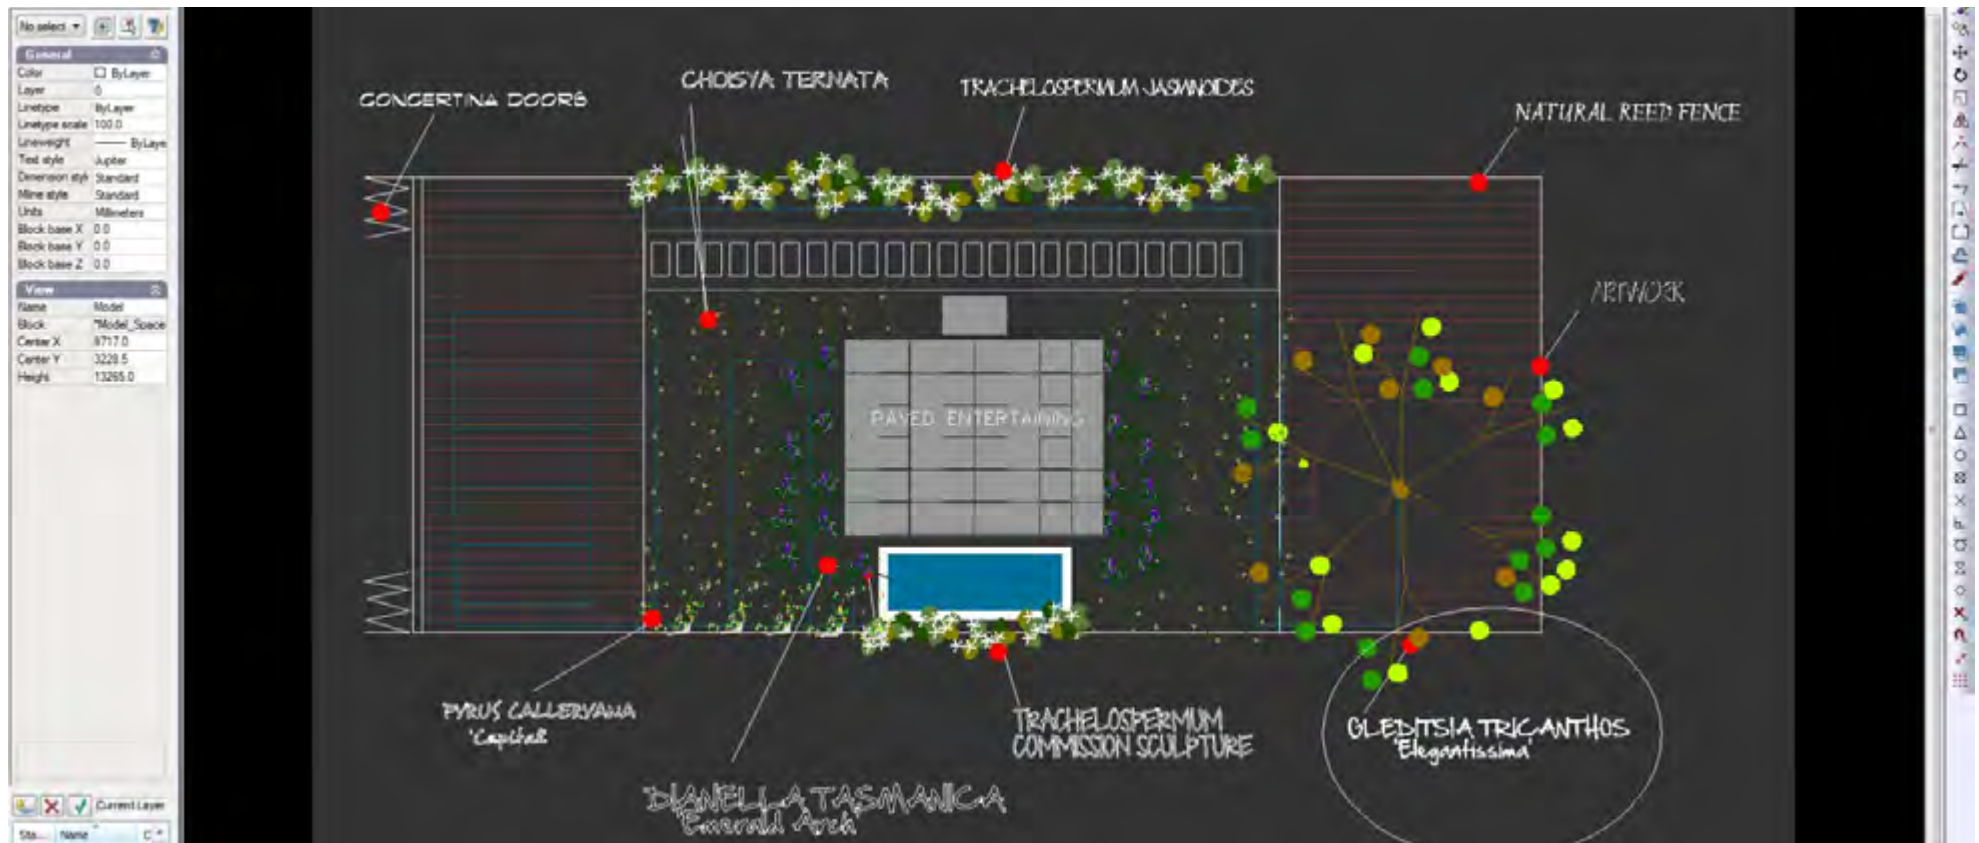 No select
General
Color ByLayer
Layer 0
Linetype ByLayer
Linetype scale 100.0
Lineweight ByLaye
Text style Jupiter
Dimension styl Standard
Mline style Standard
Units Millimeters
Block base X 0.0
Block base Y 0.0
Block base Z 0.0
View
Name Model
Block *Model_Space
Center X 8717.0
Center Y 3228.5
Height 13265.0
Current Layer
Sta... Name C
CONCERTINA DOORS
CHOISYA TERNATA
TRACHELOSPERMUM JASMINOIDES
NATURAL REED FENCE
ARTWORK
PAVED ENTERTAINING
PYRUS CALLERYANA
'Capital
DIANELLA TASMANICA
'Emerald Arch'
TRACHELOSPERMUM
COMMISSION SCULPTURE
GLEDITSIA TRICANTHOS
'Elegantissima'